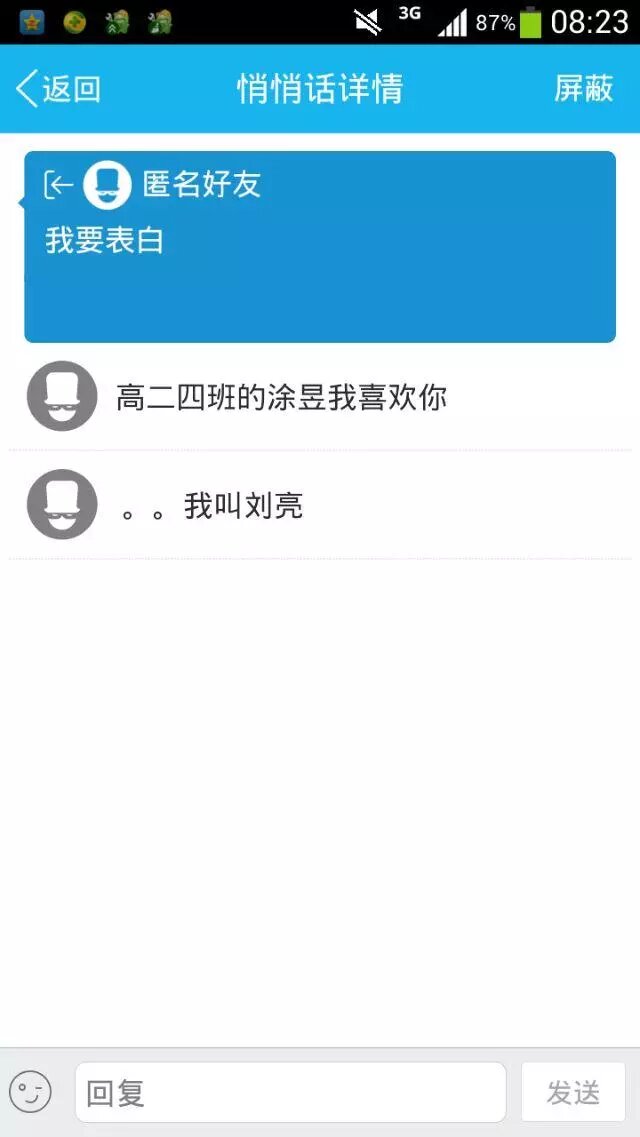 3G 87% 08:23
返回 悄悄话详情 屏蔽
匿名好友
我要表白
高二四班的涂昱我喜欢你
。。我叫刘亮
回复 发送